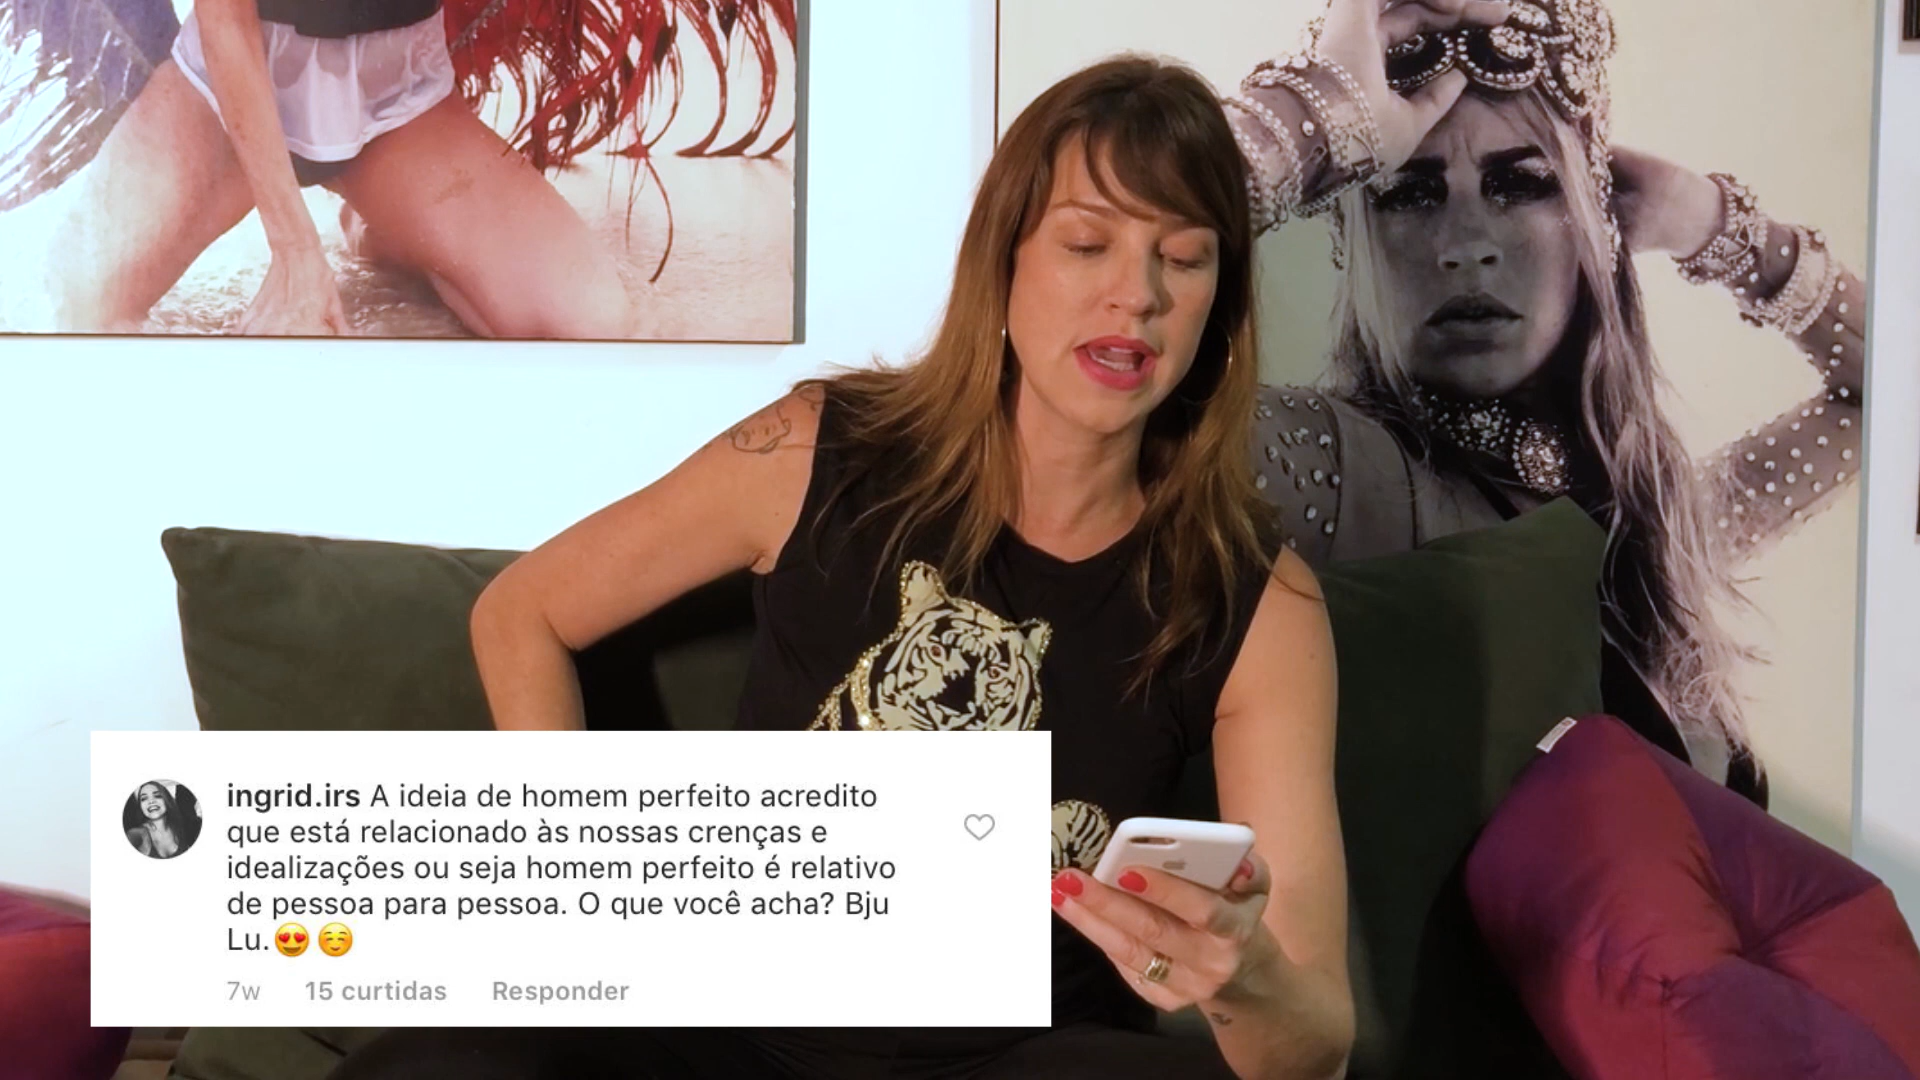 ingrid.irs A ideia de homem perfeito acredito
que está relacionado às nossas crenças e
idealizações ou seja homem perfeito é relativo
de pessoa para pessoa. O que você acha? Bju
Lu.😍☺️
7w 15 curtidas Responder